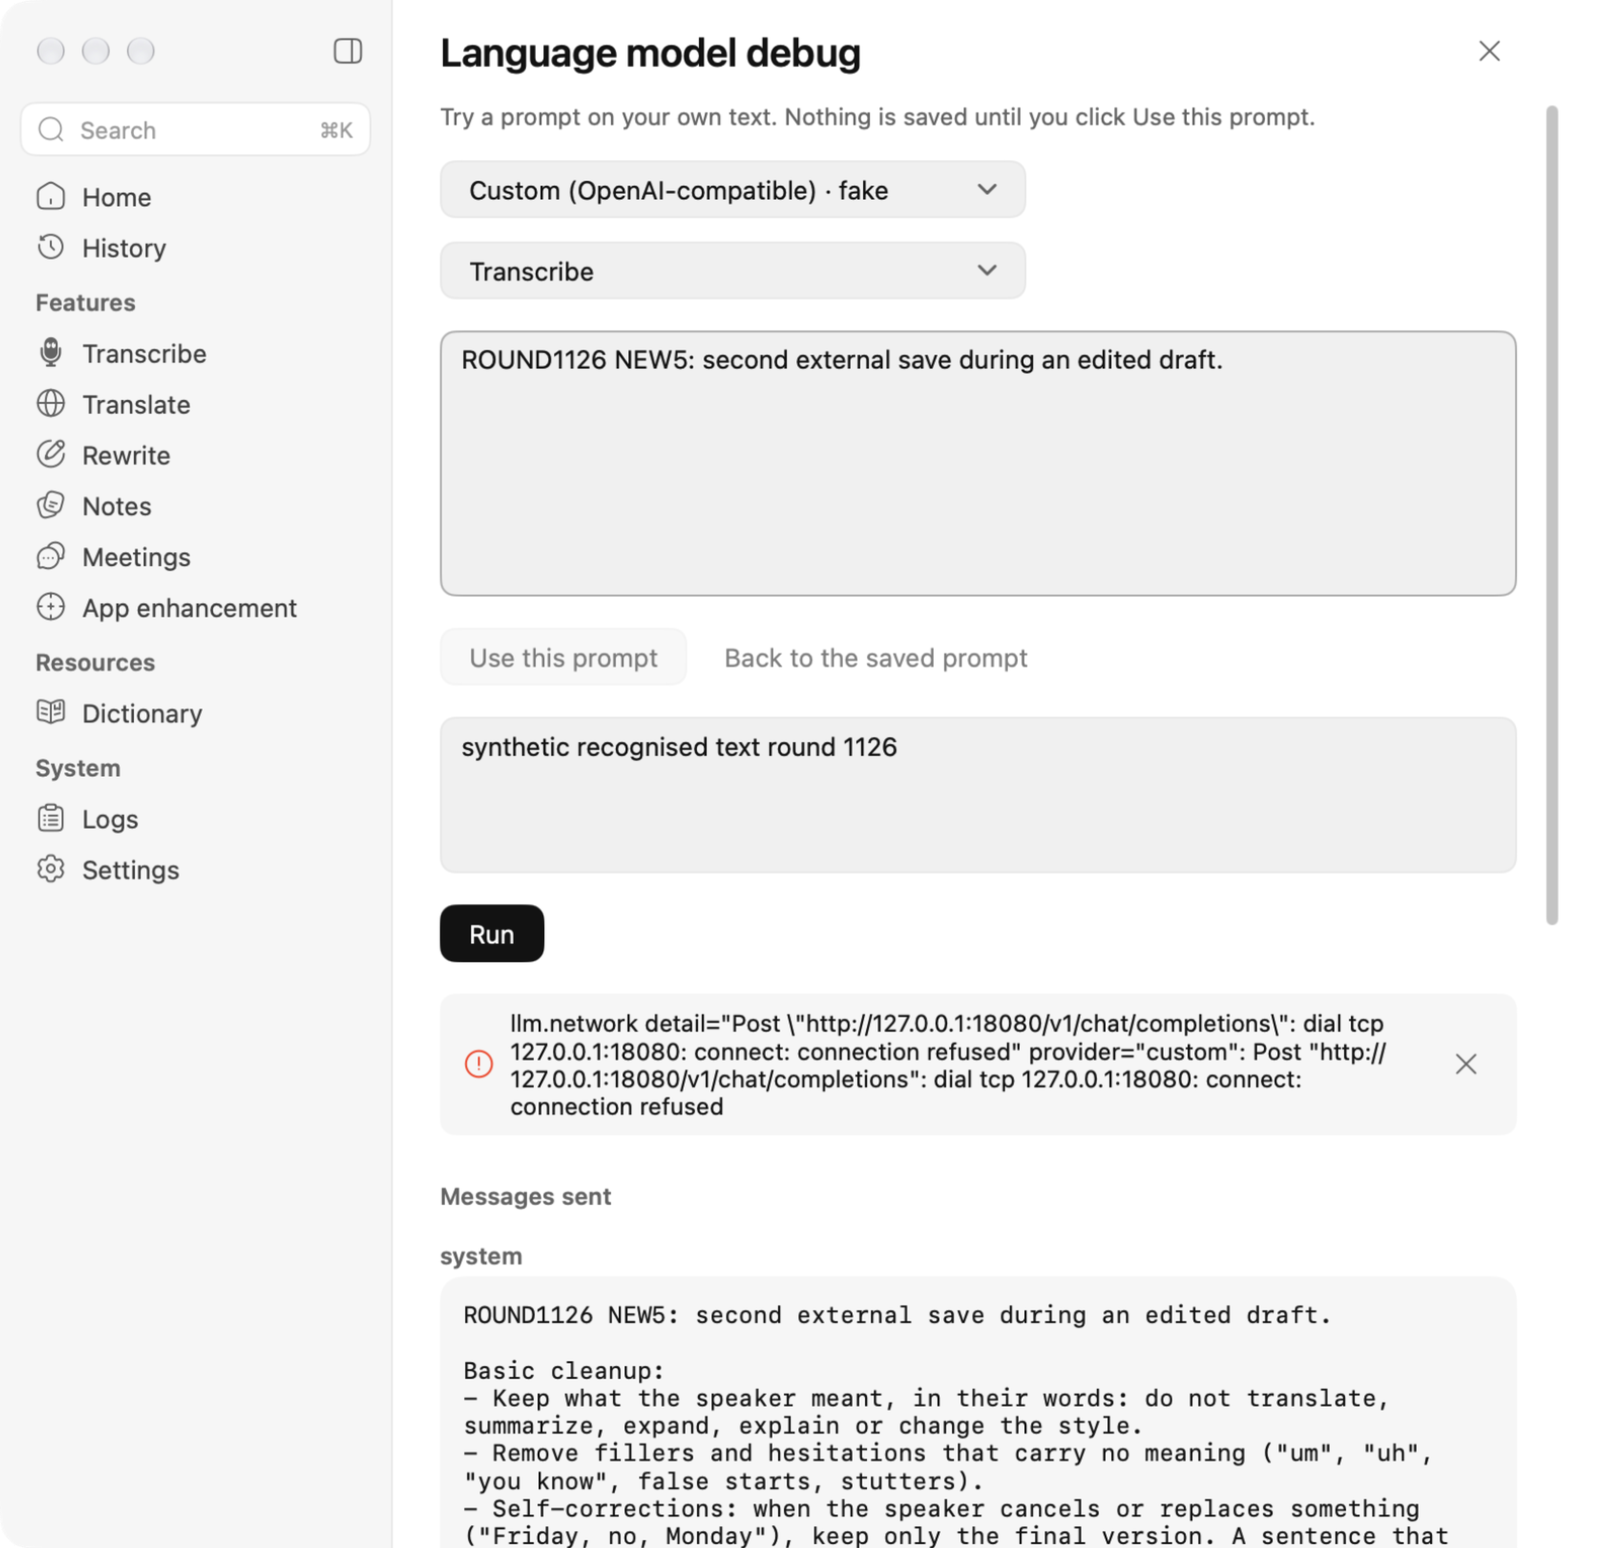 Search ⌘K
Home
History
Features
Transcribe
Translate
Rewrite
Notes
Meetings
App enhancement
Resources
Dictionary
System
Logs
Settings
Language model debug
Try a prompt on your own text. Nothing is saved until you click Use this prompt.
Custom (OpenAI-compatible) · fake
Transcribe
ROUND1126 NEW5: second external save during an edited draft.
Use this prompt Back to the saved prompt
synthetic recognised text round 1126
Run
llm.network detail="Post \"http://127.0.0.1:18080/v1/chat/completions\": dial tcp
127.0.0.1:18080: connect: connection refused" provider="custom": Post "http://
127.0.0.1:18080/v1/chat/completions": dial tcp 127.0.0.1:18080: connect:
connection refused
Messages sent
system
ROUND1126 NEW5: second external save during an edited draft.
Basic cleanup:
– Keep what the speaker meant, in their words: do not translate,
summarize, expand, explain or change the style.
– Remove fillers and hesitations that carry no meaning ("um", "uh",
"you know", false starts, stutters).
– Self-corrections: when the speaker cancels or replaces something
("Friday, no, Monday"), keep only the final version. A sentence that